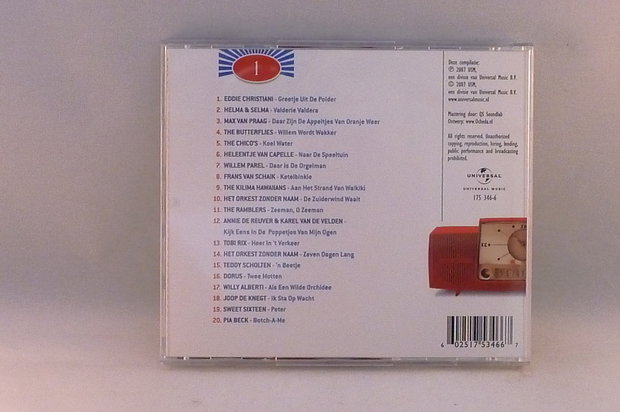 1
1. EDDIE CHRISTIANI - Greetje Uit De Polder
2. HELMA & SELMA - Valderie Valdera
3. MAX VAN PRAAG - Daar Zijn De Appeltjes Van Oranje Weer
4. THE BUTTERFLIES - Willem Wordt Wakker
5. THE CHICO'S - Koel Water
6. HELEENTJE VAN CAPELLE - Naar De Speeltuin
7. WILLEM PAREL - Daar Is De Orgelman
8. FRANS VAN SCHAIK - Ketelbinkie
9. THE KILIMA HAWAIIANS - Aan Het Strand Van Waikiki
10. HET ORKEST ZONDER NAAM - De Zuiderwind Waait
11. THE RAMBLERS - Zeeman, O Zeeman
12. ANNIE DE REUVER & KAREL VAN DE VELDEN -
Kijk Eens In De Poppetjes Van Mijn Ogen
13. TOBI RIX - Heer In 't Verkeer
14. HET ORKEST ZONDER NAAM - Zeven Dagen Lang
15. TEDDY SCHOLTEN - 'n Beetje
16. DORUS - Twee Motten
17. WILLY ALBERTI - Als Een Wilde Orchidee
18. JOOP DE KNEGT - Ik Sta Op Wacht
19. SWEET SIXTEEN - Peter
20. PIA BECK - Botch-A-Me
Deze compilatie:
℗ 2007 USM,
een divisie van Universal Music B.V.
© 2007 USM,
een divisie van Universal Music B.V.
www.universalmusic.nl
Mastering door: QS Soundlab
Ontwerp: www.Ocheda.nl
All rights reserved. Unauthorized
copying, reproduction, hiring, lending,
public performance and broadcasting
prohibited.
UNIVERSAL
UNIVERSAL MUSIC
175 346-6
6 02517 53466 7